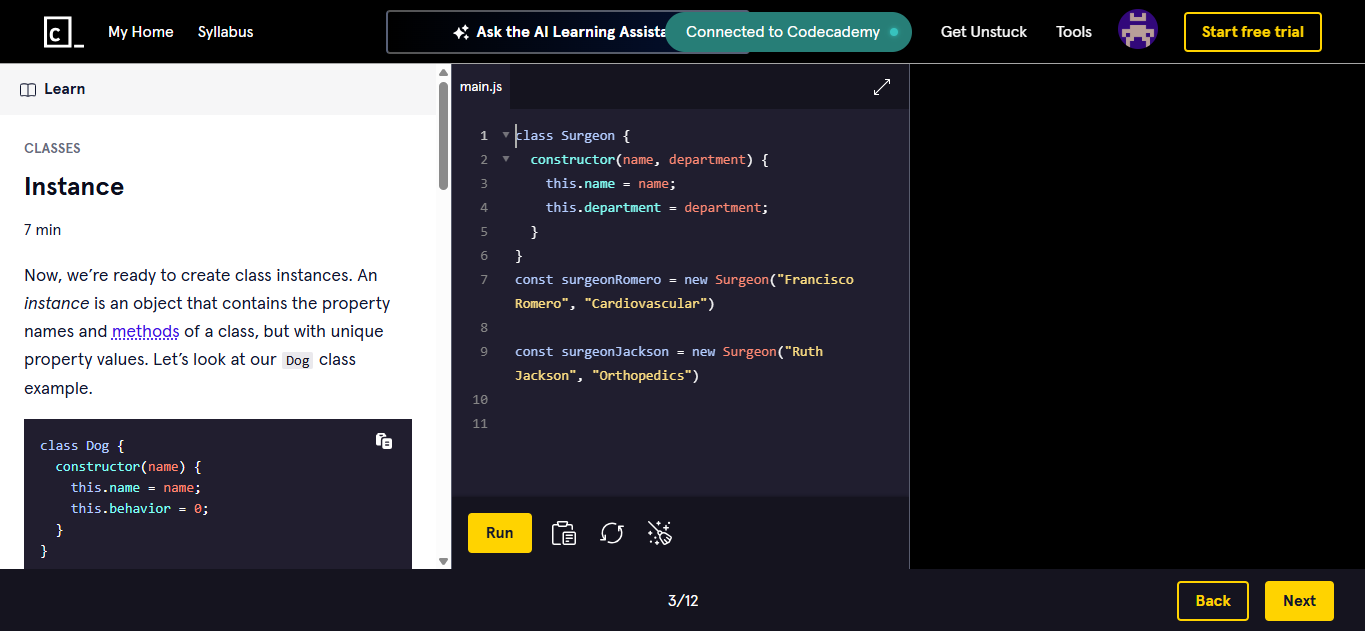 C_
My Home
Syllabus
Ask the AI Learning Assista
Connected to Codecademy
Get Unstuck
Tools
Start free trial
Learn
CLASSES
Instance
7 min
Now, we’re ready to create class instances. An
instance is an object that contains the property
names and methods of a class, but with unique
property values. Let’s look at our Dog class
example.
class Dog {
  constructor(name) {
    this.name = name;
    this.behavior = 0;
  }
}
main.js
1 class Surgeon {
2   constructor(name, department) {
3     this.name = name;
4     this.department = department;
5   }
6 }
7 const surgeonRomero = new Surgeon("Francisco
Romero", "Cardiovascular")
8
9 const surgeonJackson = new Surgeon("Ruth
Jackson", "Orthopedics")
10
11
Run
3/12
Back
Next